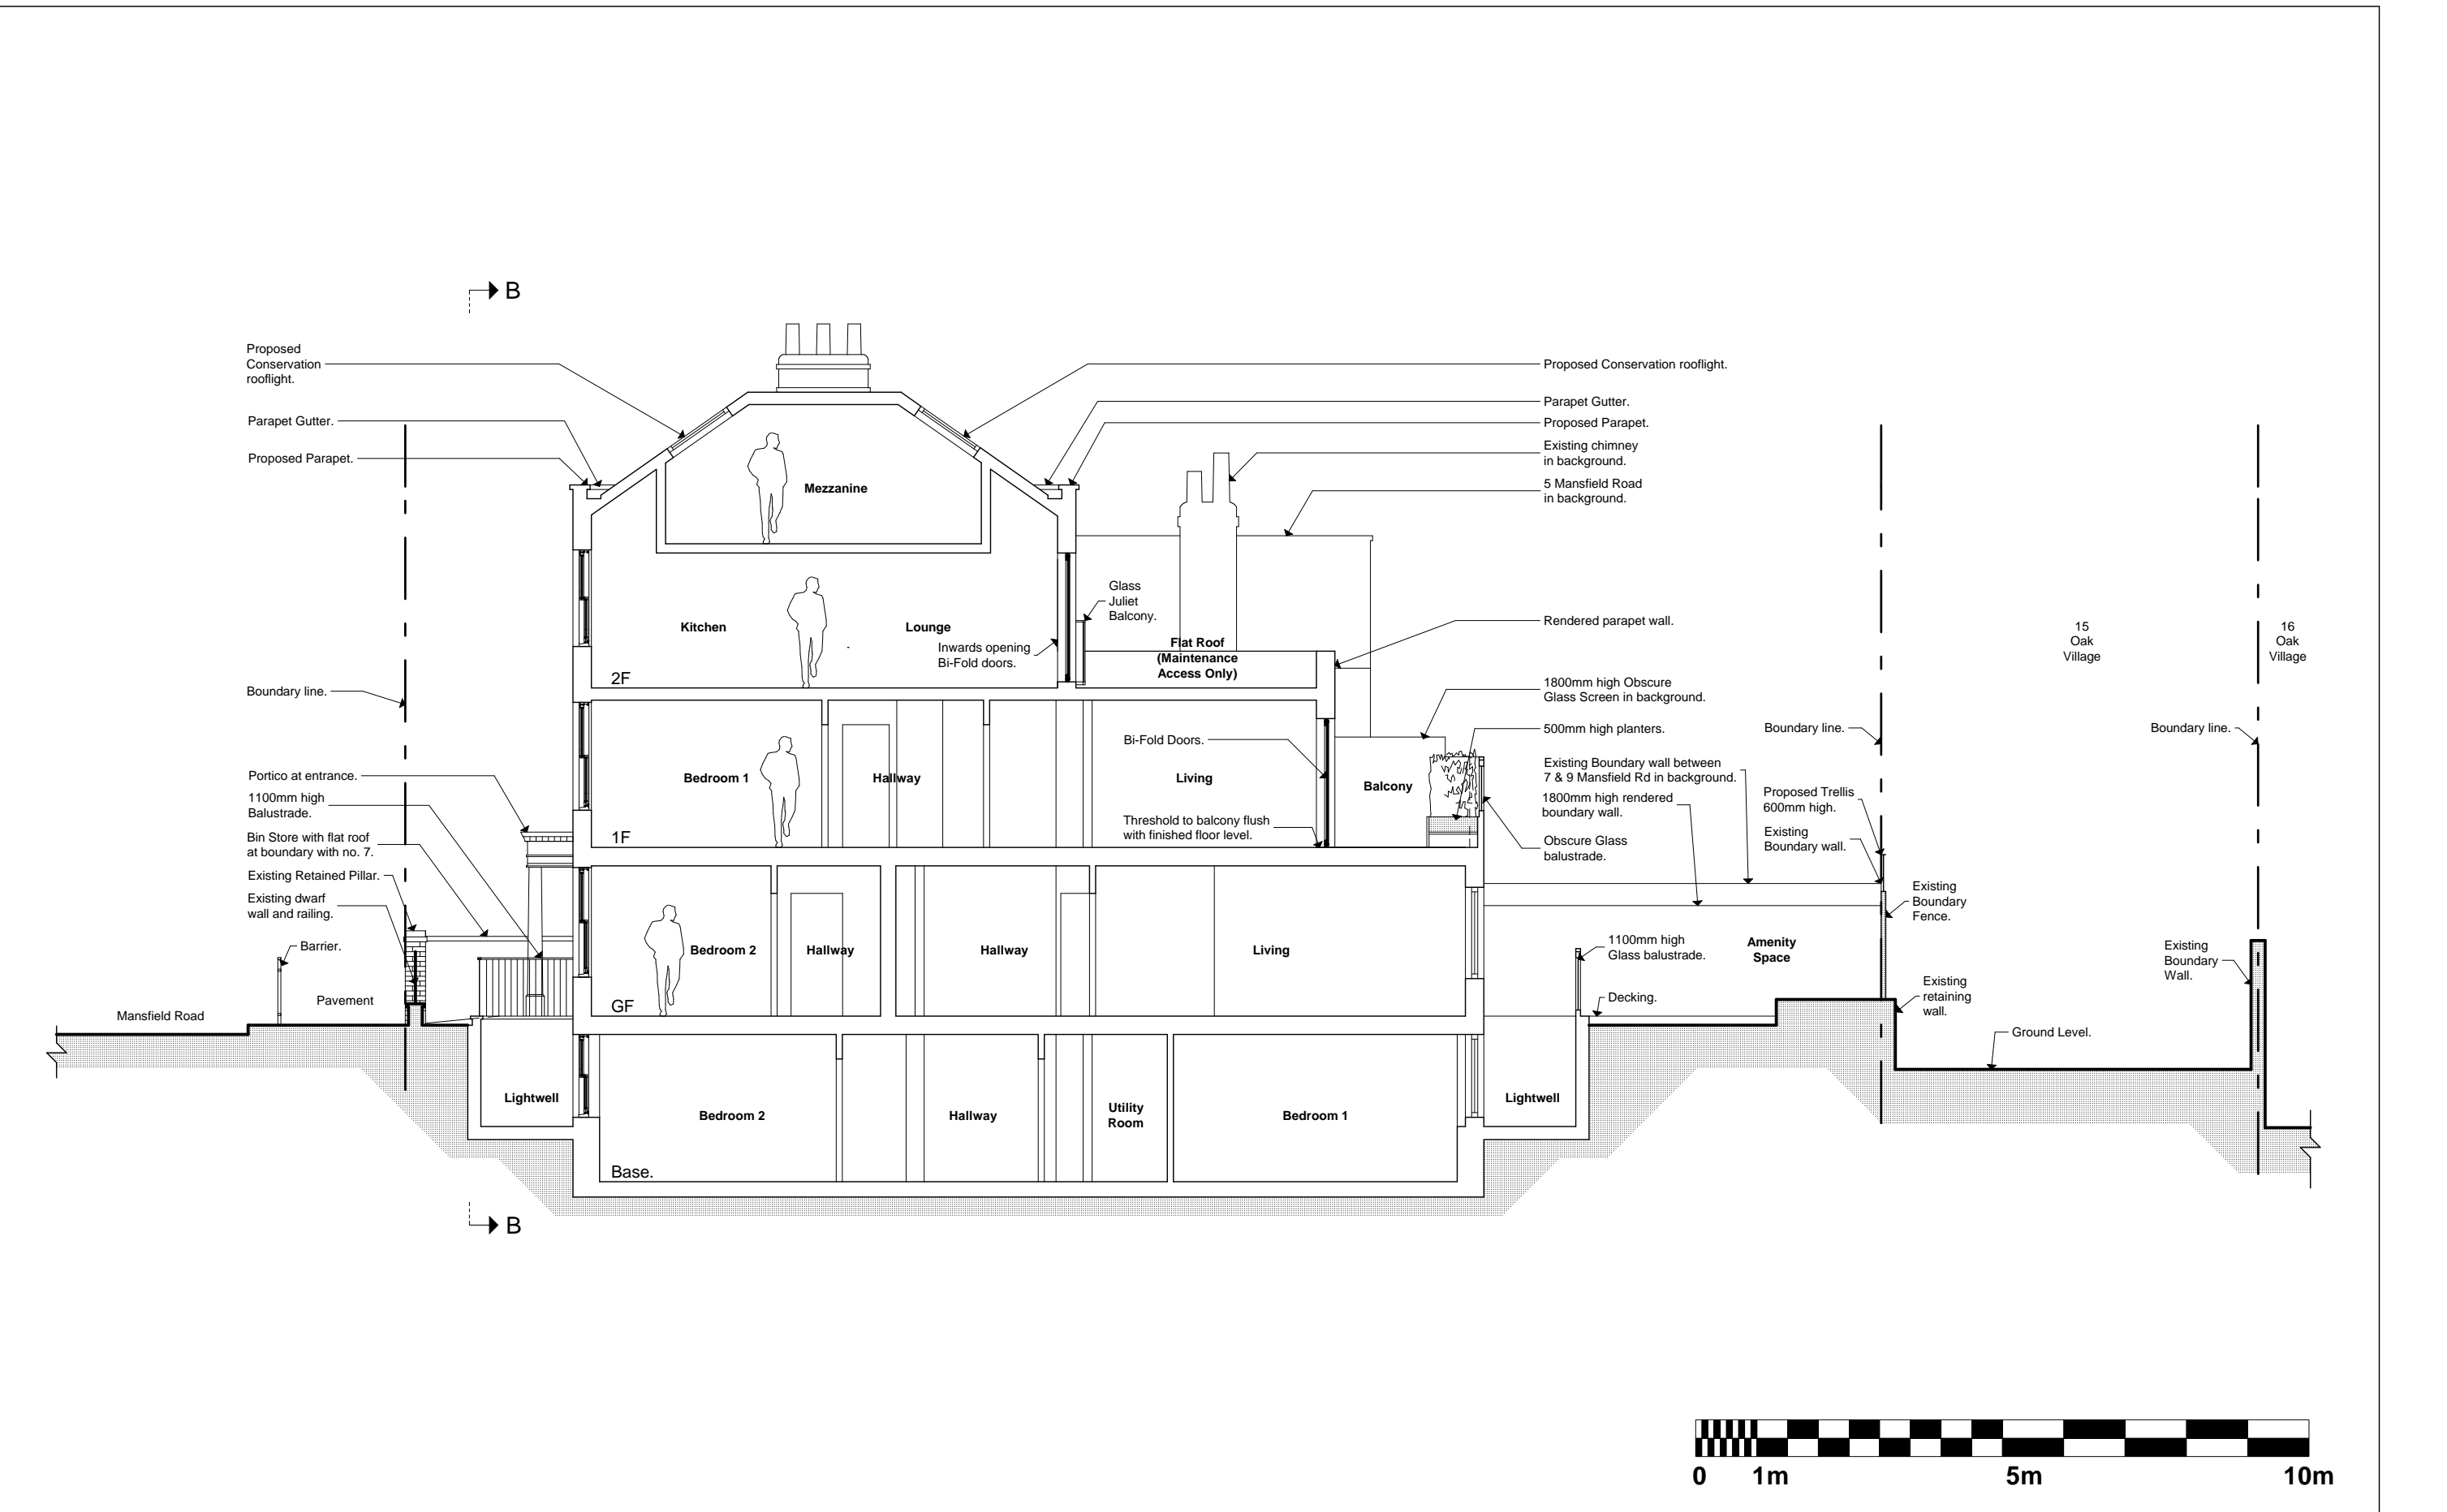 B
Proposed
Conservation
rooflight.
Parapet Gutter.
Proposed Parapet.
Boundary line.
Portico at entrance.
1100mm high
Balustrade.
Bin Store with flat roof
at boundary with no. 7.
Existing Retained Pillar.
Existing dwarf
wall and railing.
Barrier.
Pavement
Mansfield Road
Mezzanine
Kitchen
Lounge
Inwards opening
Bi-Fold doors.
2F
Glass
Juliet
Balcony.
Flat Roof
(Maintenance
Access Only)
Bedroom 1
Hallway
Living
Bi-Fold Doors.
Threshold to balcony flush
with finished floor level.
Balcony
1F
Bedroom 2
Hallway
Hallway
Living
GF
Lightwell
Bedroom 2
Hallway
Utility
Room
Bedroom 1
Lightwell
Base.
B
Proposed Conservation rooflight.
Parapet Gutter.
Proposed Parapet.
Existing chimney
in background.
5 Mansfield Road
in background.
Rendered parapet wall.
1800mm high Obscure
Glass Screen in background.
500mm high planters.
Existing Boundary wall between
7 & 9 Mansfield Rd in background.
1800mm high rendered
boundary wall.
Obscure Glass
balustrade.
1100mm high
Glass balustrade.
Decking.
Amenity
Space
Boundary line.
Proposed Trellis
600mm high.
Existing
Boundary wall.
Existing
Boundary
Fence.
Existing
retaining
wall.
15
Oak
Village
16
Oak
Village
Boundary line.
Existing
Boundary
Wall.
Ground Level.
0 1m 5m 10m